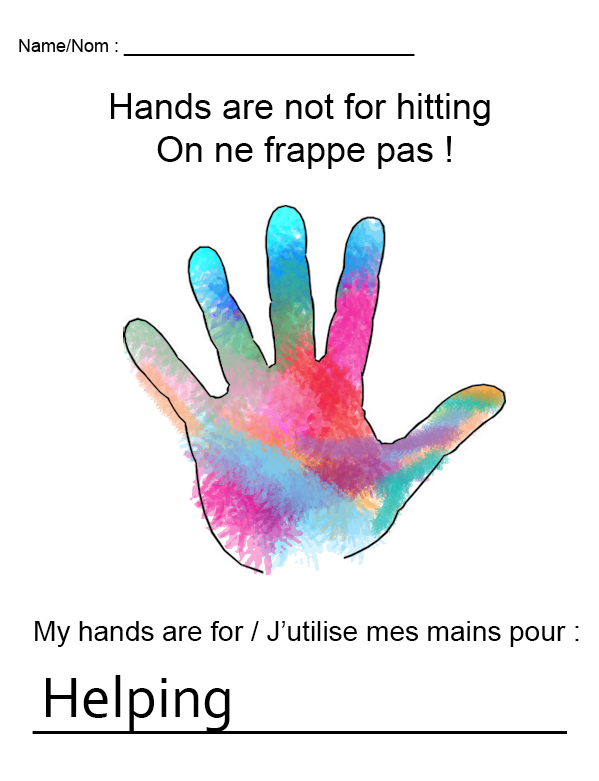 Name/Nom : ______________________________
Hands are not for hitting
On ne frappe pas !
My hands are for / J’utilise mes mains pour :
Helping